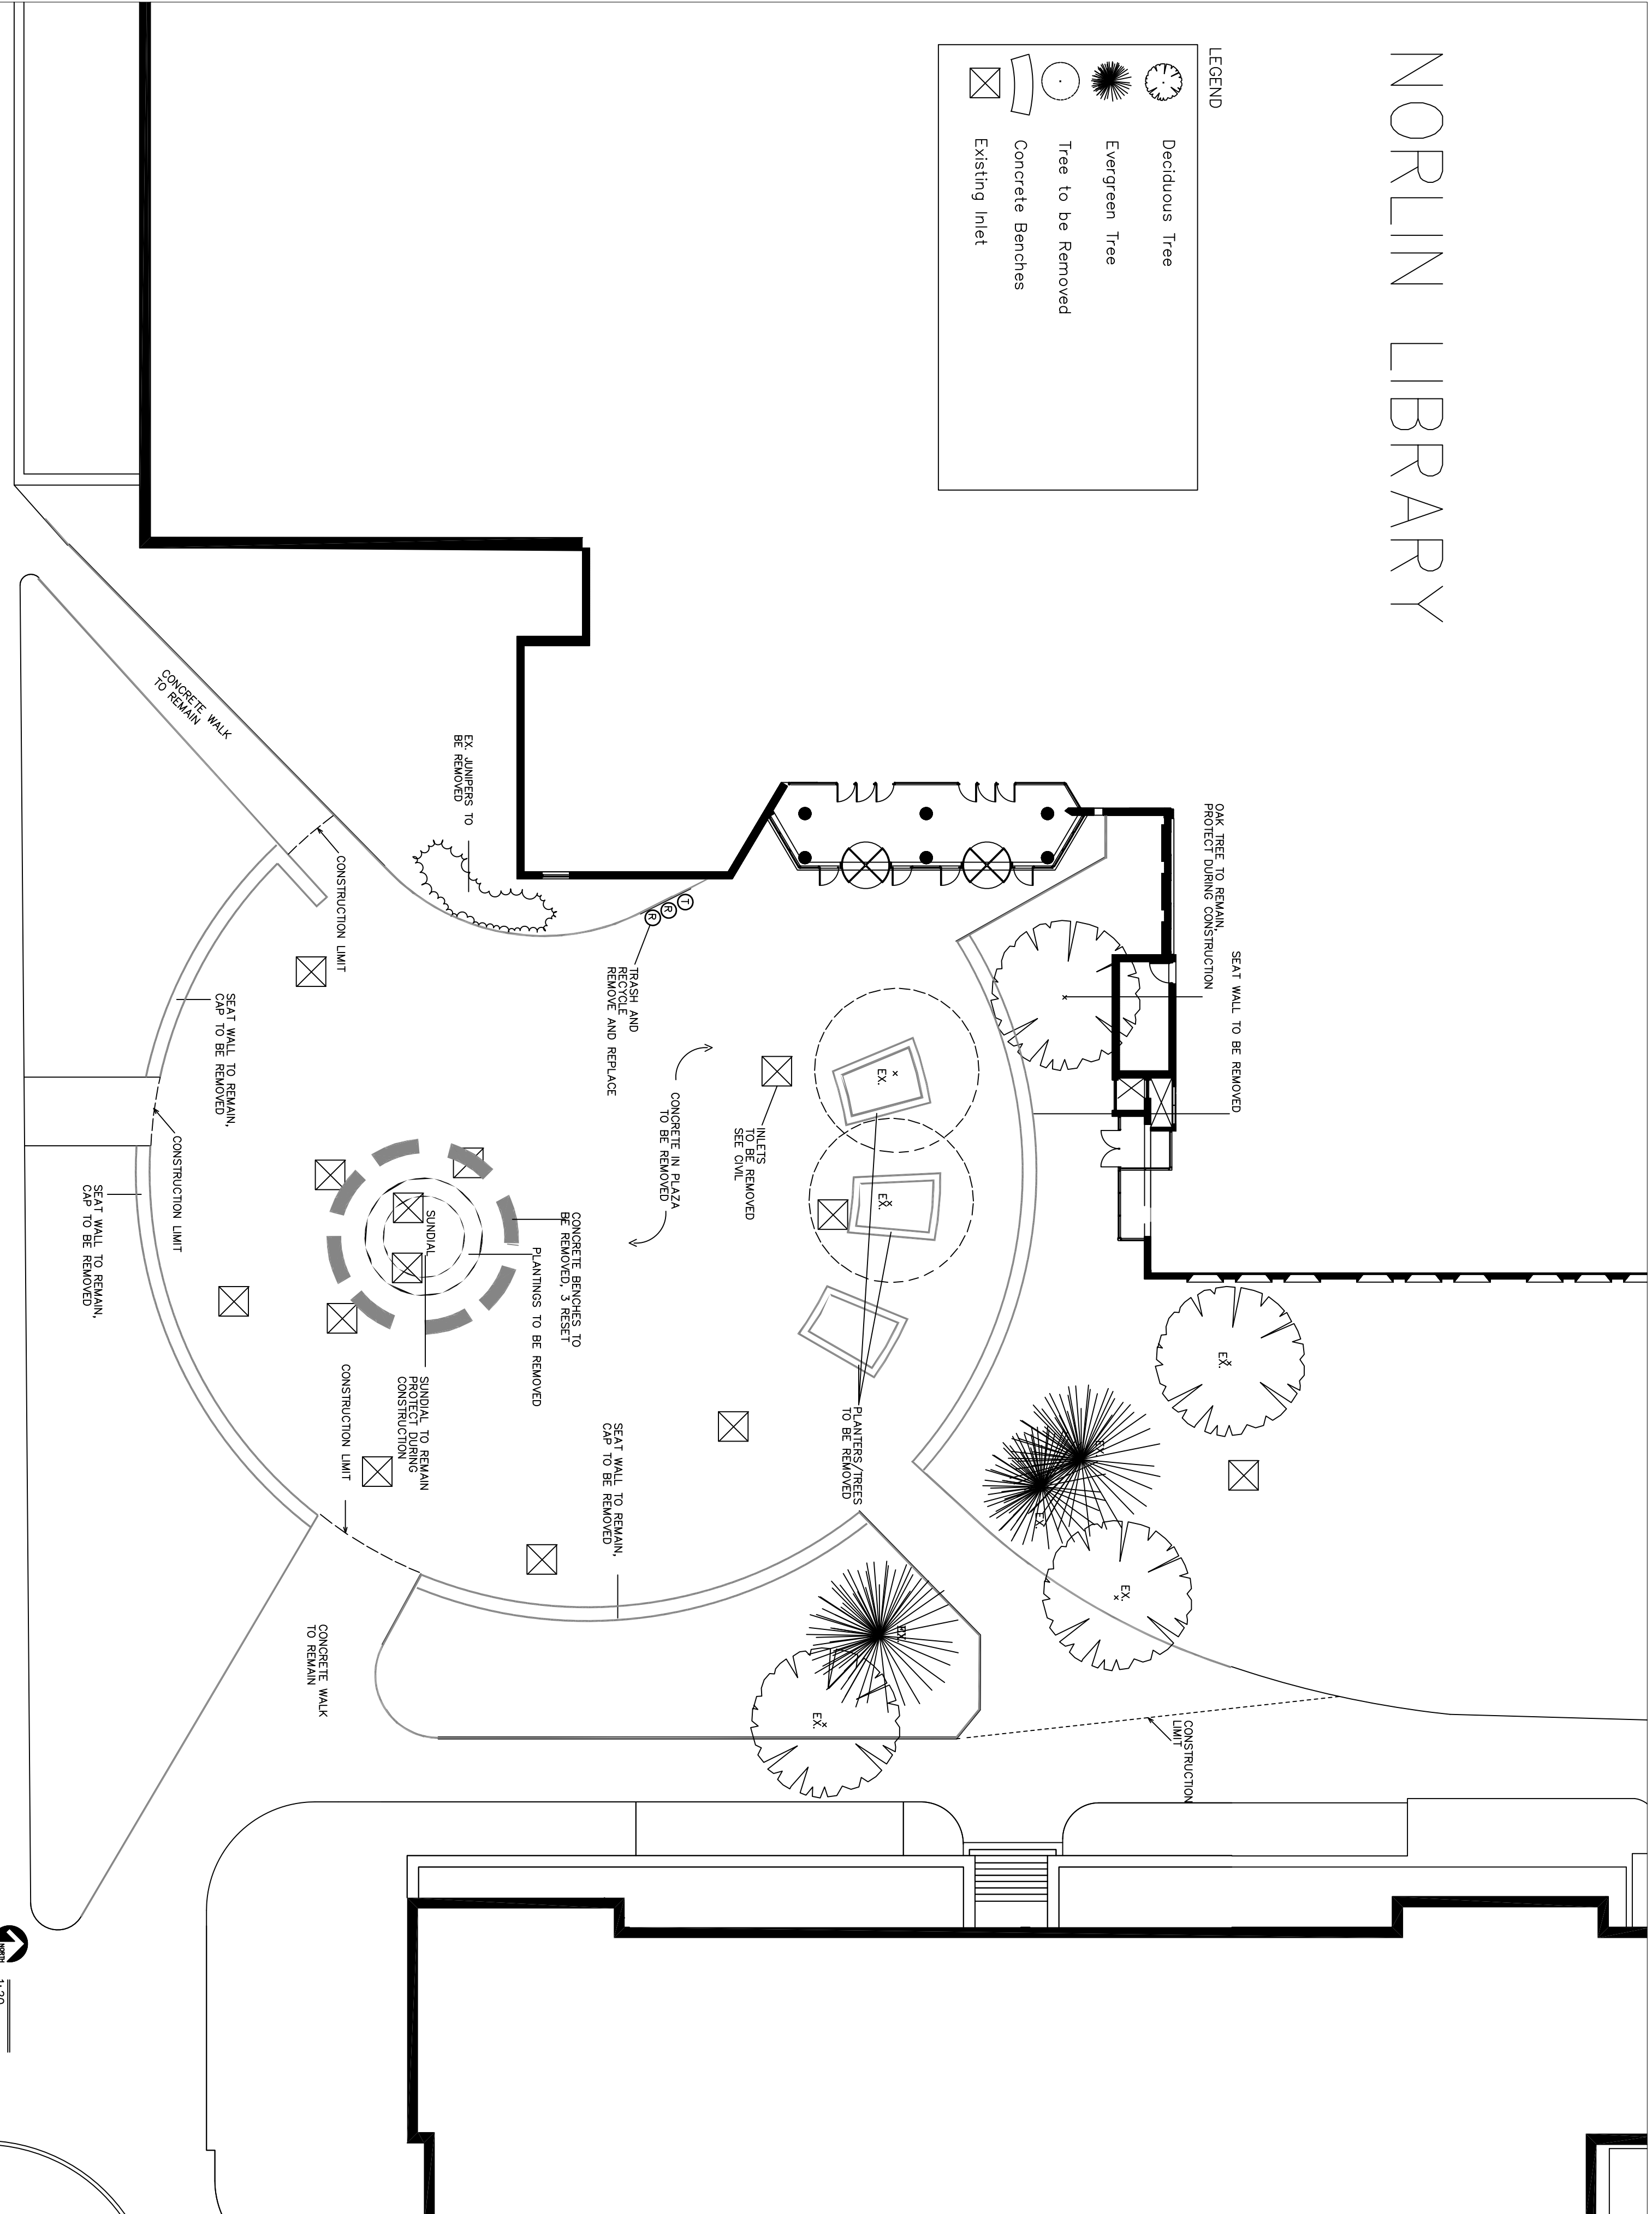 NORLIN LIBRARY
LEGEND
Deciduous Tree
Evergreen Tree
Tree to be Removed
Concrete Benches
Existing Inlet
SEAT WALL TO BE REMOVED
OAK TREE TO REMAIN,
PROTECT DURING CONSTRUCTION
EX.
EX.
EX.
EX.
CONSTRUCTION
LIMIT
EX.
EX.
EX.
EX.
PLANTERS/TREES
TO BE REMOVED
INLETS
TO BE REMOVED
SEE CIVIL
T
R
R
CONCRETE IN PLAZA
TO BE REMOVED
TRASH AND
RECYCLE
REMOVE AND REPLACE
SEAT WALL TO REMAIN,
CAP TO BE REMOVED
CONCRETE BENCHES TO
BE REMOVED, 3 RESET
PLANTINGS TO BE REMOVED
EX. JUNIPERS TO
BE REMOVED
SUNDIAL
SUNDIAL TO REMAIN
PROTECT DURING
CONSTRUCTION
CONSTRUCTION LIMIT
CONSTRUCTION LIMIT
CONCRETE WALK
TO REMAIN
SEAT WALL TO REMAIN,
CAP TO BE REMOVED
CONCRETE WALK
TO REMAIN
CONSTRUCTION LIMIT
SEAT WALL TO REMAIN,
CAP TO BE REMOVED
NORTH